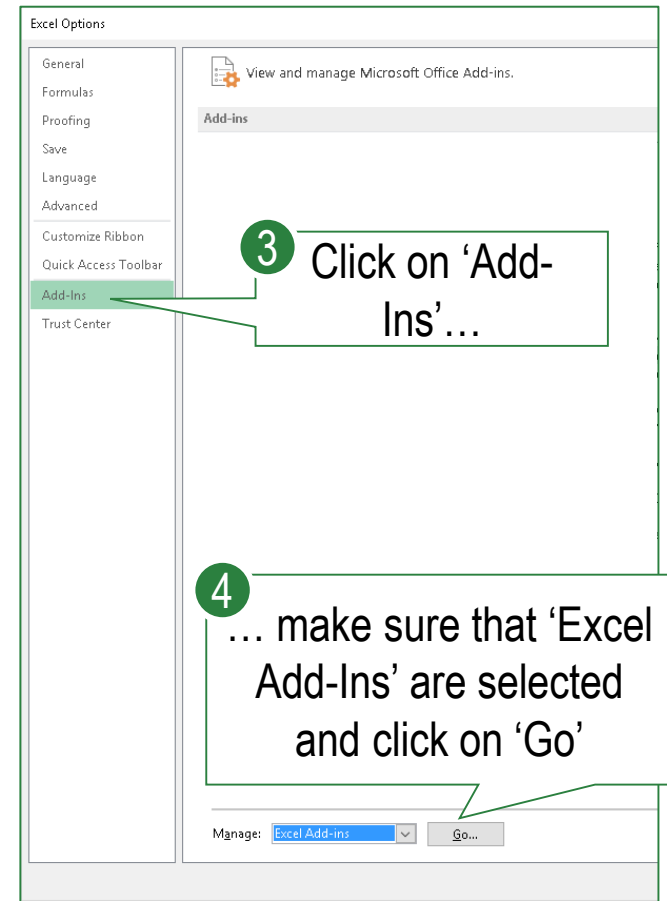 Excel Options
General
Formulas
Proofing
Save
Language
Advanced
Customize Ribbon
Quick Access Toolbar
Add-Ins
Trust Center
View and manage Microsoft Office Add-ins.
Add-ins
3
Click on ‘Add-
Ins’…
4
… make sure that ‘Excel
Add-Ins’ are selected
and click on ‘Go’
Manage: Excel Add-ins Go...